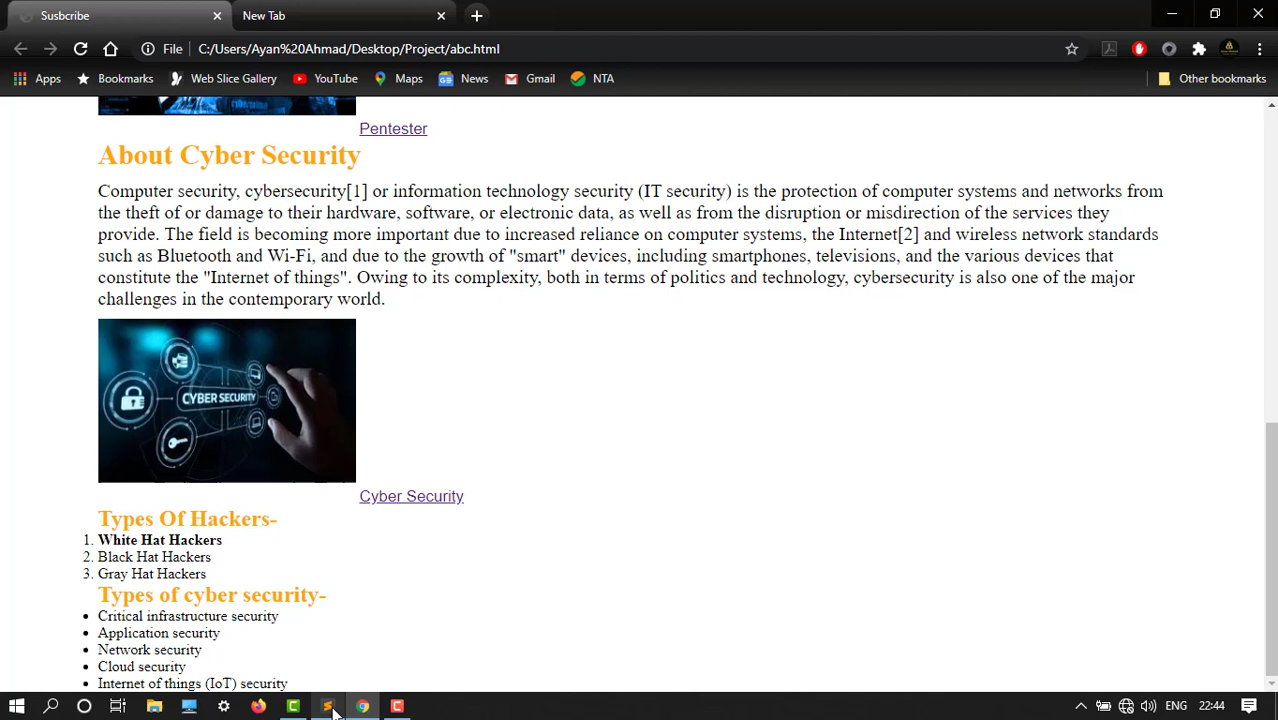 Susbcribe
New Tab
File
C:/Users/Ayan%20Ahmad/Desktop/Project/abc.html
Apps
Bookmarks
Web Slice Gallery
YouTube
Maps
News
Gmail
NTA
Other bookmarks
Pentester
About Cyber Security
Computer security, cybersecurity[1] or information technology security (IT security) is the protection of computer systems and networks from
the theft of or damage to their hardware, software, or electronic data, as well as from the disruption or misdirection of the services they
provide. The field is becoming more important due to increased reliance on computer systems, the Internet[2] and wireless network standards
such as Bluetooth and Wi-Fi, and due to the growth of "smart" devices, including smartphones, televisions, and the various devices that
constitute the "Internet of things". Owing to its complexity, both in terms of politics and technology, cybersecurity is also one of the major
challenges in the contemporary world.
CYBER SECURITY
Cyber Security
Types Of Hackers-
1. White Hat Hackers
2. Black Hat Hackers
3. Gray Hat Hackers
Types of cyber security-
• Critical infrastructure security
• Application security
• Network security
• Cloud security
• Internet of things (IoT) security
ENG
22:44